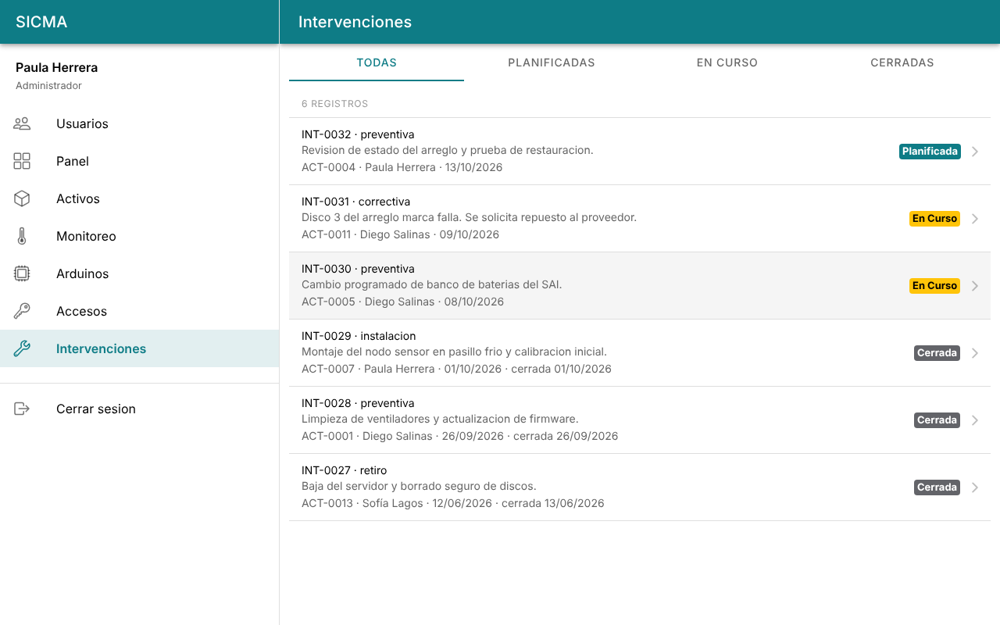 SICMA
Intervenciones
Paula Herrera
Administrador
Usuarios
Panel
Activos
Monitoreo
Arduinos
Accesos
Intervenciones
Cerrar sesion
TODAS
PLANIFICADAS
EN CURSO
CERRADAS
6 REGISTROS
INT-0032 · preventiva
Revision de estado del arreglo y prueba de restauracion.
ACT-0004 · Paula Herrera · 13/10/2026
Planificada
INT-0031 · correctiva
Disco 3 del arreglo marca falla. Se solicita repuesto al proveedor.
ACT-0011 · Diego Salinas · 09/10/2026
En Curso
INT-0030 · preventiva
Cambio programado de banco de baterias del SAI.
ACT-0005 · Diego Salinas · 08/10/2026
En Curso
INT-0029 · instalacion
Montaje del nodo sensor en pasillo frio y calibracion inicial.
ACT-0007 · Paula Herrera · 01/10/2026 · cerrada 01/10/2026
Cerrada
INT-0028 · preventiva
Limpieza de ventiladores y actualizacion de firmware.
ACT-0001 · Diego Salinas · 26/09/2026 · cerrada 26/09/2026
Cerrada
INT-0027 · retiro
Baja del servidor y borrado seguro de discos.
ACT-0013 · Sofía Lagos · 12/06/2026 · cerrada 13/06/2026
Cerrada